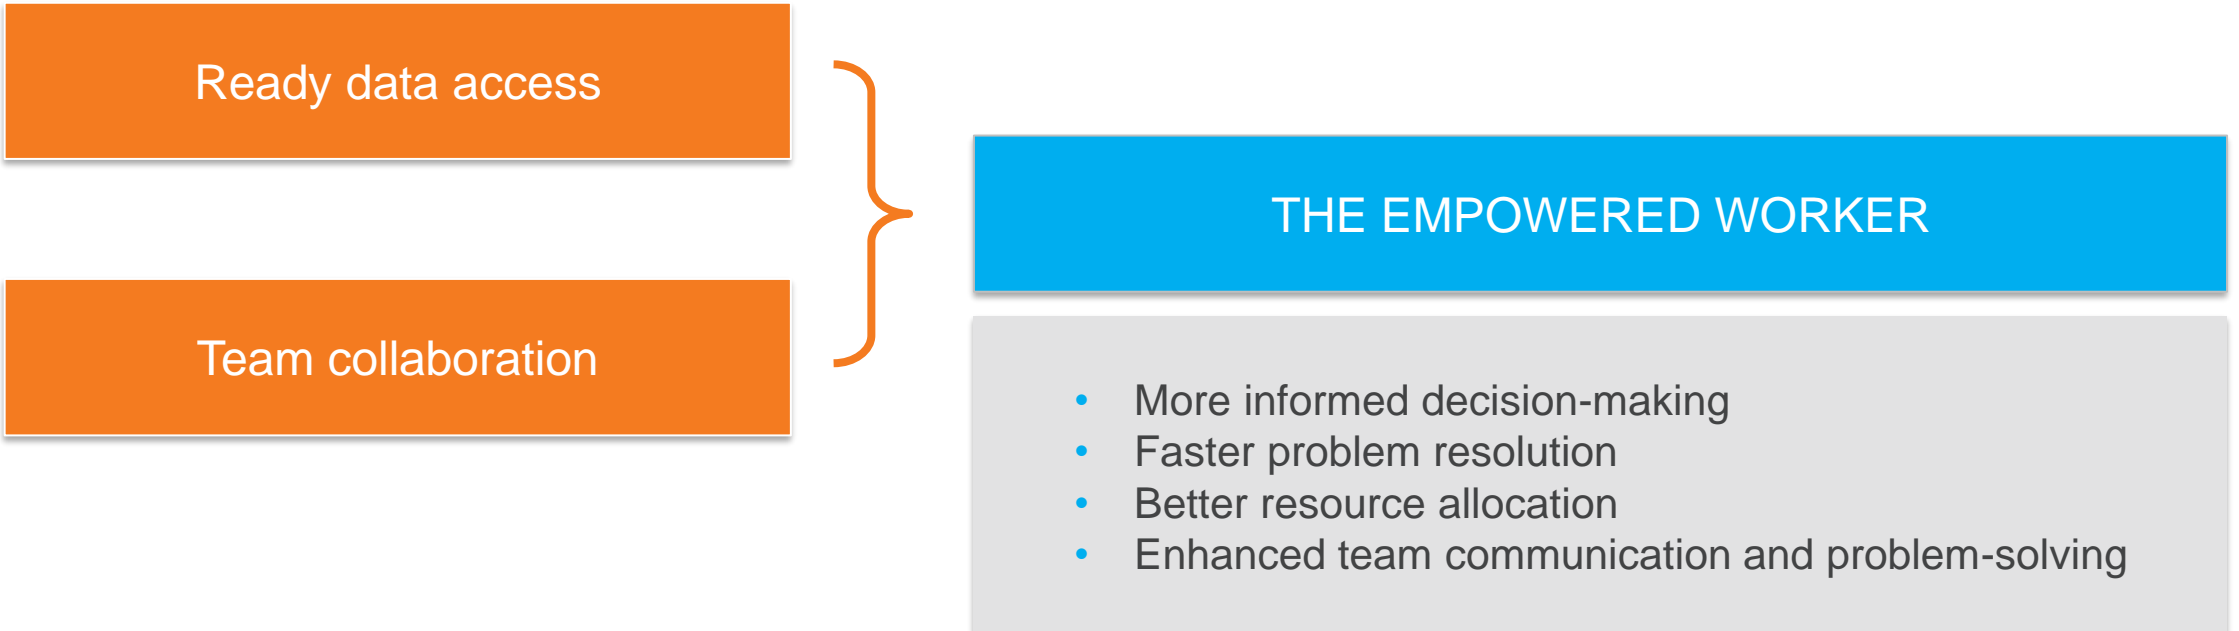 Ready data access
Team collaboration
THE EMPOWERED WORKER
• More informed decision-making
• Faster problem resolution
• Better resource allocation
• Enhanced team communication and problem-solving